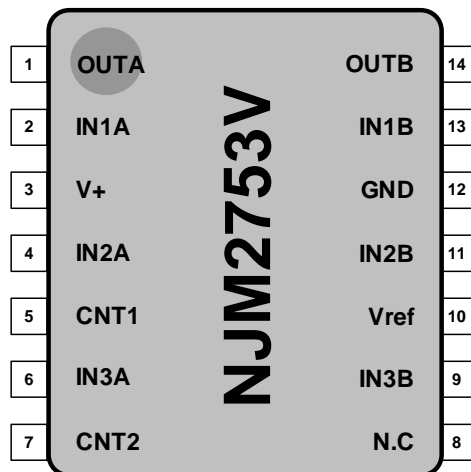 1 OUTA OUTB 14
2 IN1A IN1B 13
3 V+ GND 12
4 IN2A IN2B 11
5 CNT1 Vref 10
6 IN3A IN3B 9
7 CNT2 N.C 8
NJM2753V